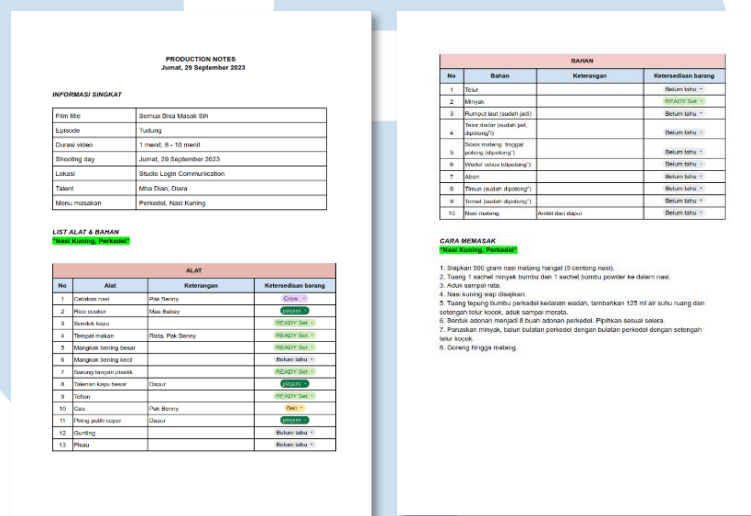 PRODUCTION NOTES
Jumat, 29 September 2023
INFORMASI SINGKAT
Film title Semua Bisa Masak Sih
Episode Tudung
Durasi video 1 menit, 8 - 10 menit
Shooting day Jumat, 29 September 2023
Lokasi Studio Login Communication
Talent Mba Dian, Diara
Menu masakan Perkedel, Nasi Kuning
LIST ALAT & BAHAN
"Nasi Kuning, Perkedel"
ALAT
No Alat Keterangan Ketersediaan barang
1 Cetakan nasi Pak Benny Crew
2 Rice cooker Mas pinjam
3 Sendok kayu READY Set
4 Tempat makan Rista, Pak Benny READY Set
5 Mangkok bening besar READY Set
6 Mangkok bening kecil Belum tahu
7 Sarung tangan plastik READY Set
8 Talenan kayu besar Dapur pinjam
9 Teflon READY Set
10 Gas Pak Benny Beli
11 Piring putih Dapur pinjam
12 Gunting Belum tahu
13 Pisau Belum tahu
BAHAN
No Bahan Keterangan Ketersediaan barang
1 Telur Belum tahu
2 Minyak READY Set
3 Rumput laut (sudah jadi) Belum tahu
4 Telor dadar (sudah jadi, dipotong") Belum tahu
5 Sosis matang tinggal potong (dipotong") Belum tahu
6 Wortel rebus (dipotong") Belum tahu
7 Abon Belum tahu
8 Timun (sudah dipotong") Belum tahu
9 Tomat (sudah dipotong") Belum tahu
10 Nasi matang Ambil dari dapur Belum tahu
CARA MEMASAK
"Nasi Kuning, Perkedel"
1. Siapkan 500 gram nasi matang hangat (5 centong nasi).
2. Tuang 1 sachet minyak bumbu dan 1 sachet bumbu powder ke dalam nasi.
3. Aduk sampai rata.
4. Nasi kuning siap disajikan.
5. Tuang tepung bumbu perkedel kedalam wadah, tambahkan 125 ml air suhu ruang dan
setengah telur kocok, aduk sampai merata.
6. Bentuk adonan menjadi 8 buah adonan perkedel. Pipihkan sesuai selera.
7. Panaskan minyak, baluri bulatan perkedel dengan bulatan perkedel dengan setengah
telur kocok.
8. Goreng hingga matang.